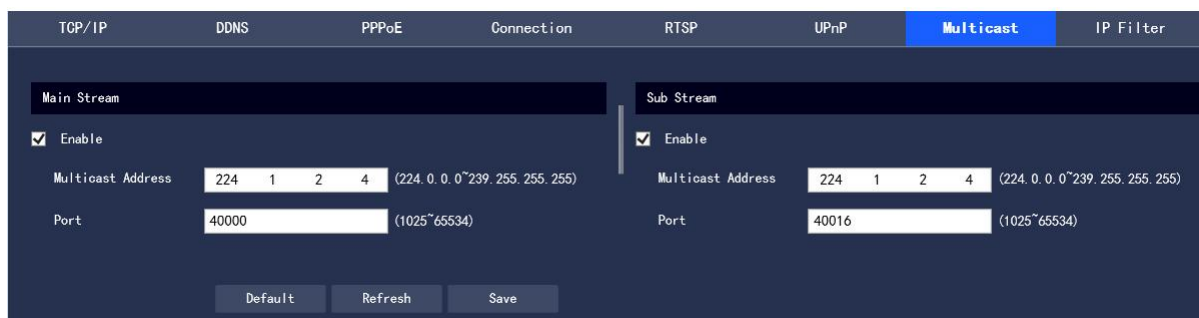 TCP/IP DDNS PPPoE Connection RTSP UPnP Multicast IP Filter
Main Stream
Enable
Multicast Address 224 1 2 4 (224.0.0.0~239.255.255.255)
Port 40000 (1025~65534)
Default Refresh Save
Sub Stream
Enable
Multicast Address 224 1 2 4 (224.0.0.0~239.255.255.255)
Port 40016 (1025~65534)